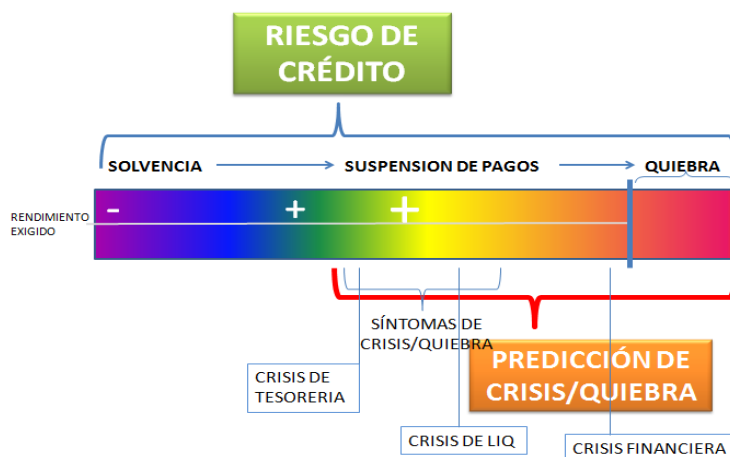 RIESGO DE
CRÉDITO
SOLVENCIA
SUSPENSION DE PAGOS
QUIEBRA
RENDIMIENTO
EXIGIDO
-
+
+
SÍNTOMAS DE
CRISIS/QUIEBRA
PREDICCIÓN DE
CRISIS/QUIEBRA
CRISIS DE
TESORERIA
CRISIS DE LIQ
CRISIS FINANCIERA